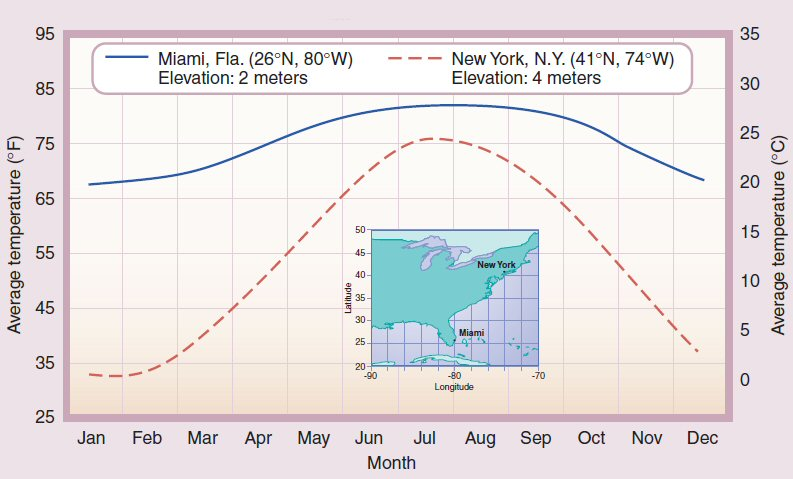 Miami, Fla. (26°N, 80°W)
Elevation: 2 meters
New York, N.Y. (41°N, 74°W)
Elevation: 4 meters
Average temperature (°F)
95
85
75
65
55
45
35
25
Average temperature (°C)
35
30
25
20
15
10
5
0
Latitude
50
45
40
35
30
25
20
New York
Miami
-90 -80 -70
Longitude
Jan Feb Mar Apr May Jun Jul Aug Sep Oct Nov Dec
Month